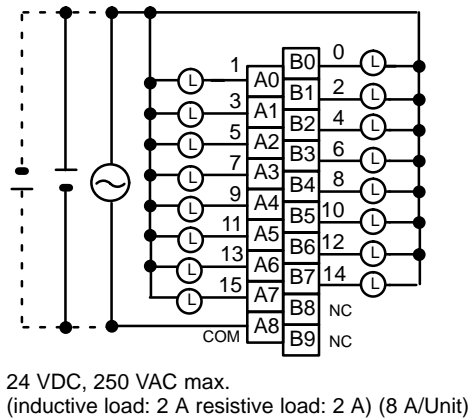 0
1 B0 L
L A0 2
3 B1 L
L A1 4
5 B2 L
L A2 6
7 B3 L
L A3 8
9 B4 L
L A4 10
11 B5 L
L A5 12
13 B6 L
L A6 14
15 B7 L
L A7 B8 NC
COM A8 B9 NC
24 VDC, 250 VAC max.
(inductive load: 2 A resistive load: 2 A) (8 A/Unit)